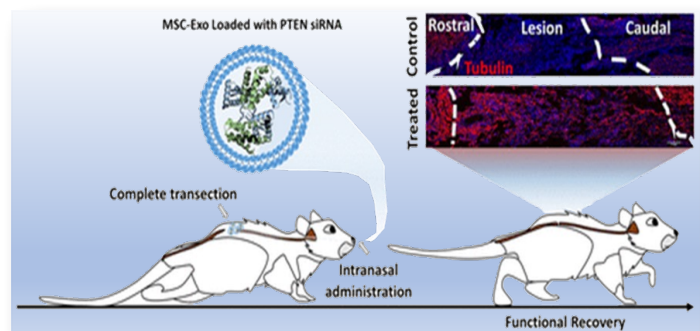 MSC-Exo Loaded with PTEN siRNA
Control
Rostral
Lesion
Caudal
Tubulin
Treated
Complete transection
Intranasal
administration
Functional Recovery